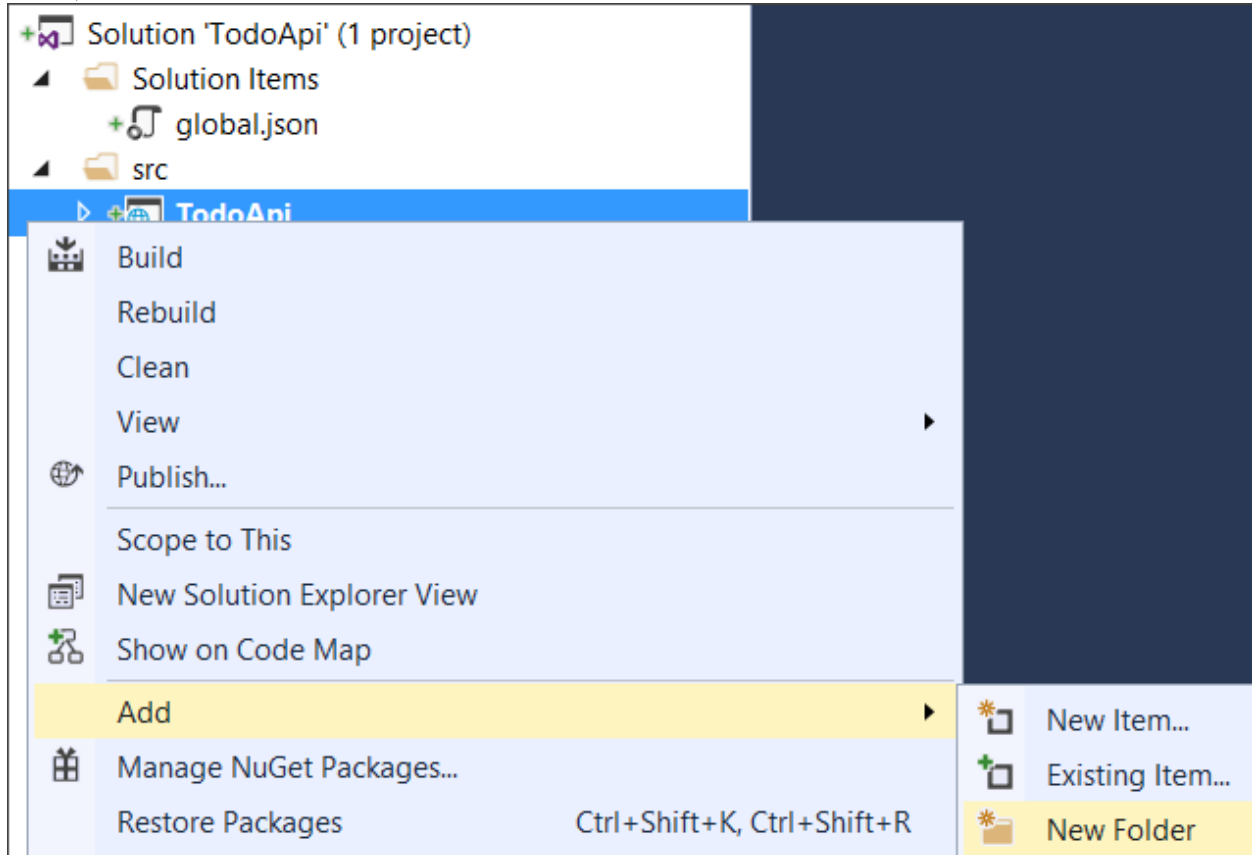 Solution 'TodoApi' (1 project)
Solution Items
global.json
src
TodoApi
Build
Rebuild
Clean
View
Publish...
Scope to This
New Solution Explorer View
Show on Code Map
Add
New Item...
Manage NuGet Packages...
Existing Item...
Restore Packages Ctrl+Shift+K, Ctrl+Shift+R
New Folder